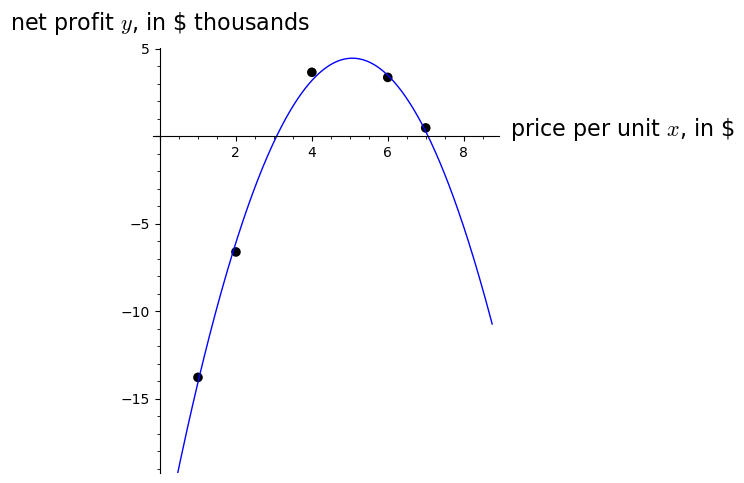 net profit y, in $ thousands
5
price per unit x, in $
2 4 6 8
−5
−10
−15